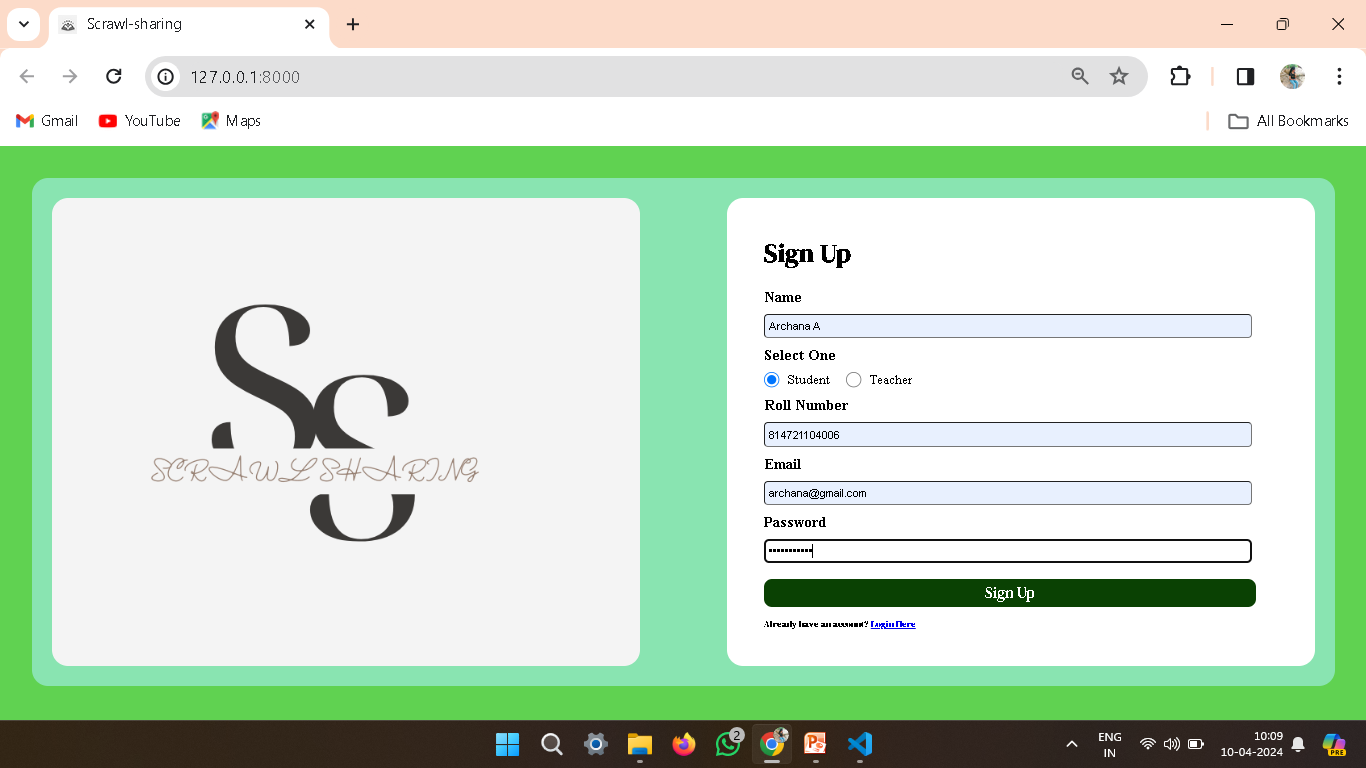 Scrawl-sharing
127.0.0.1:8000
Gmail YouTube Maps All Bookmarks
SS
SCRAWL SHARING
Sign Up
Name
Archana A
Select One
Student Teacher
Roll Number
814721104006
Email
archana@gmail.com
Password
•••••••••••
Sign Up
Already have an account? Login Here
2
PRE
ENG
IN
10:09
10-04-2024